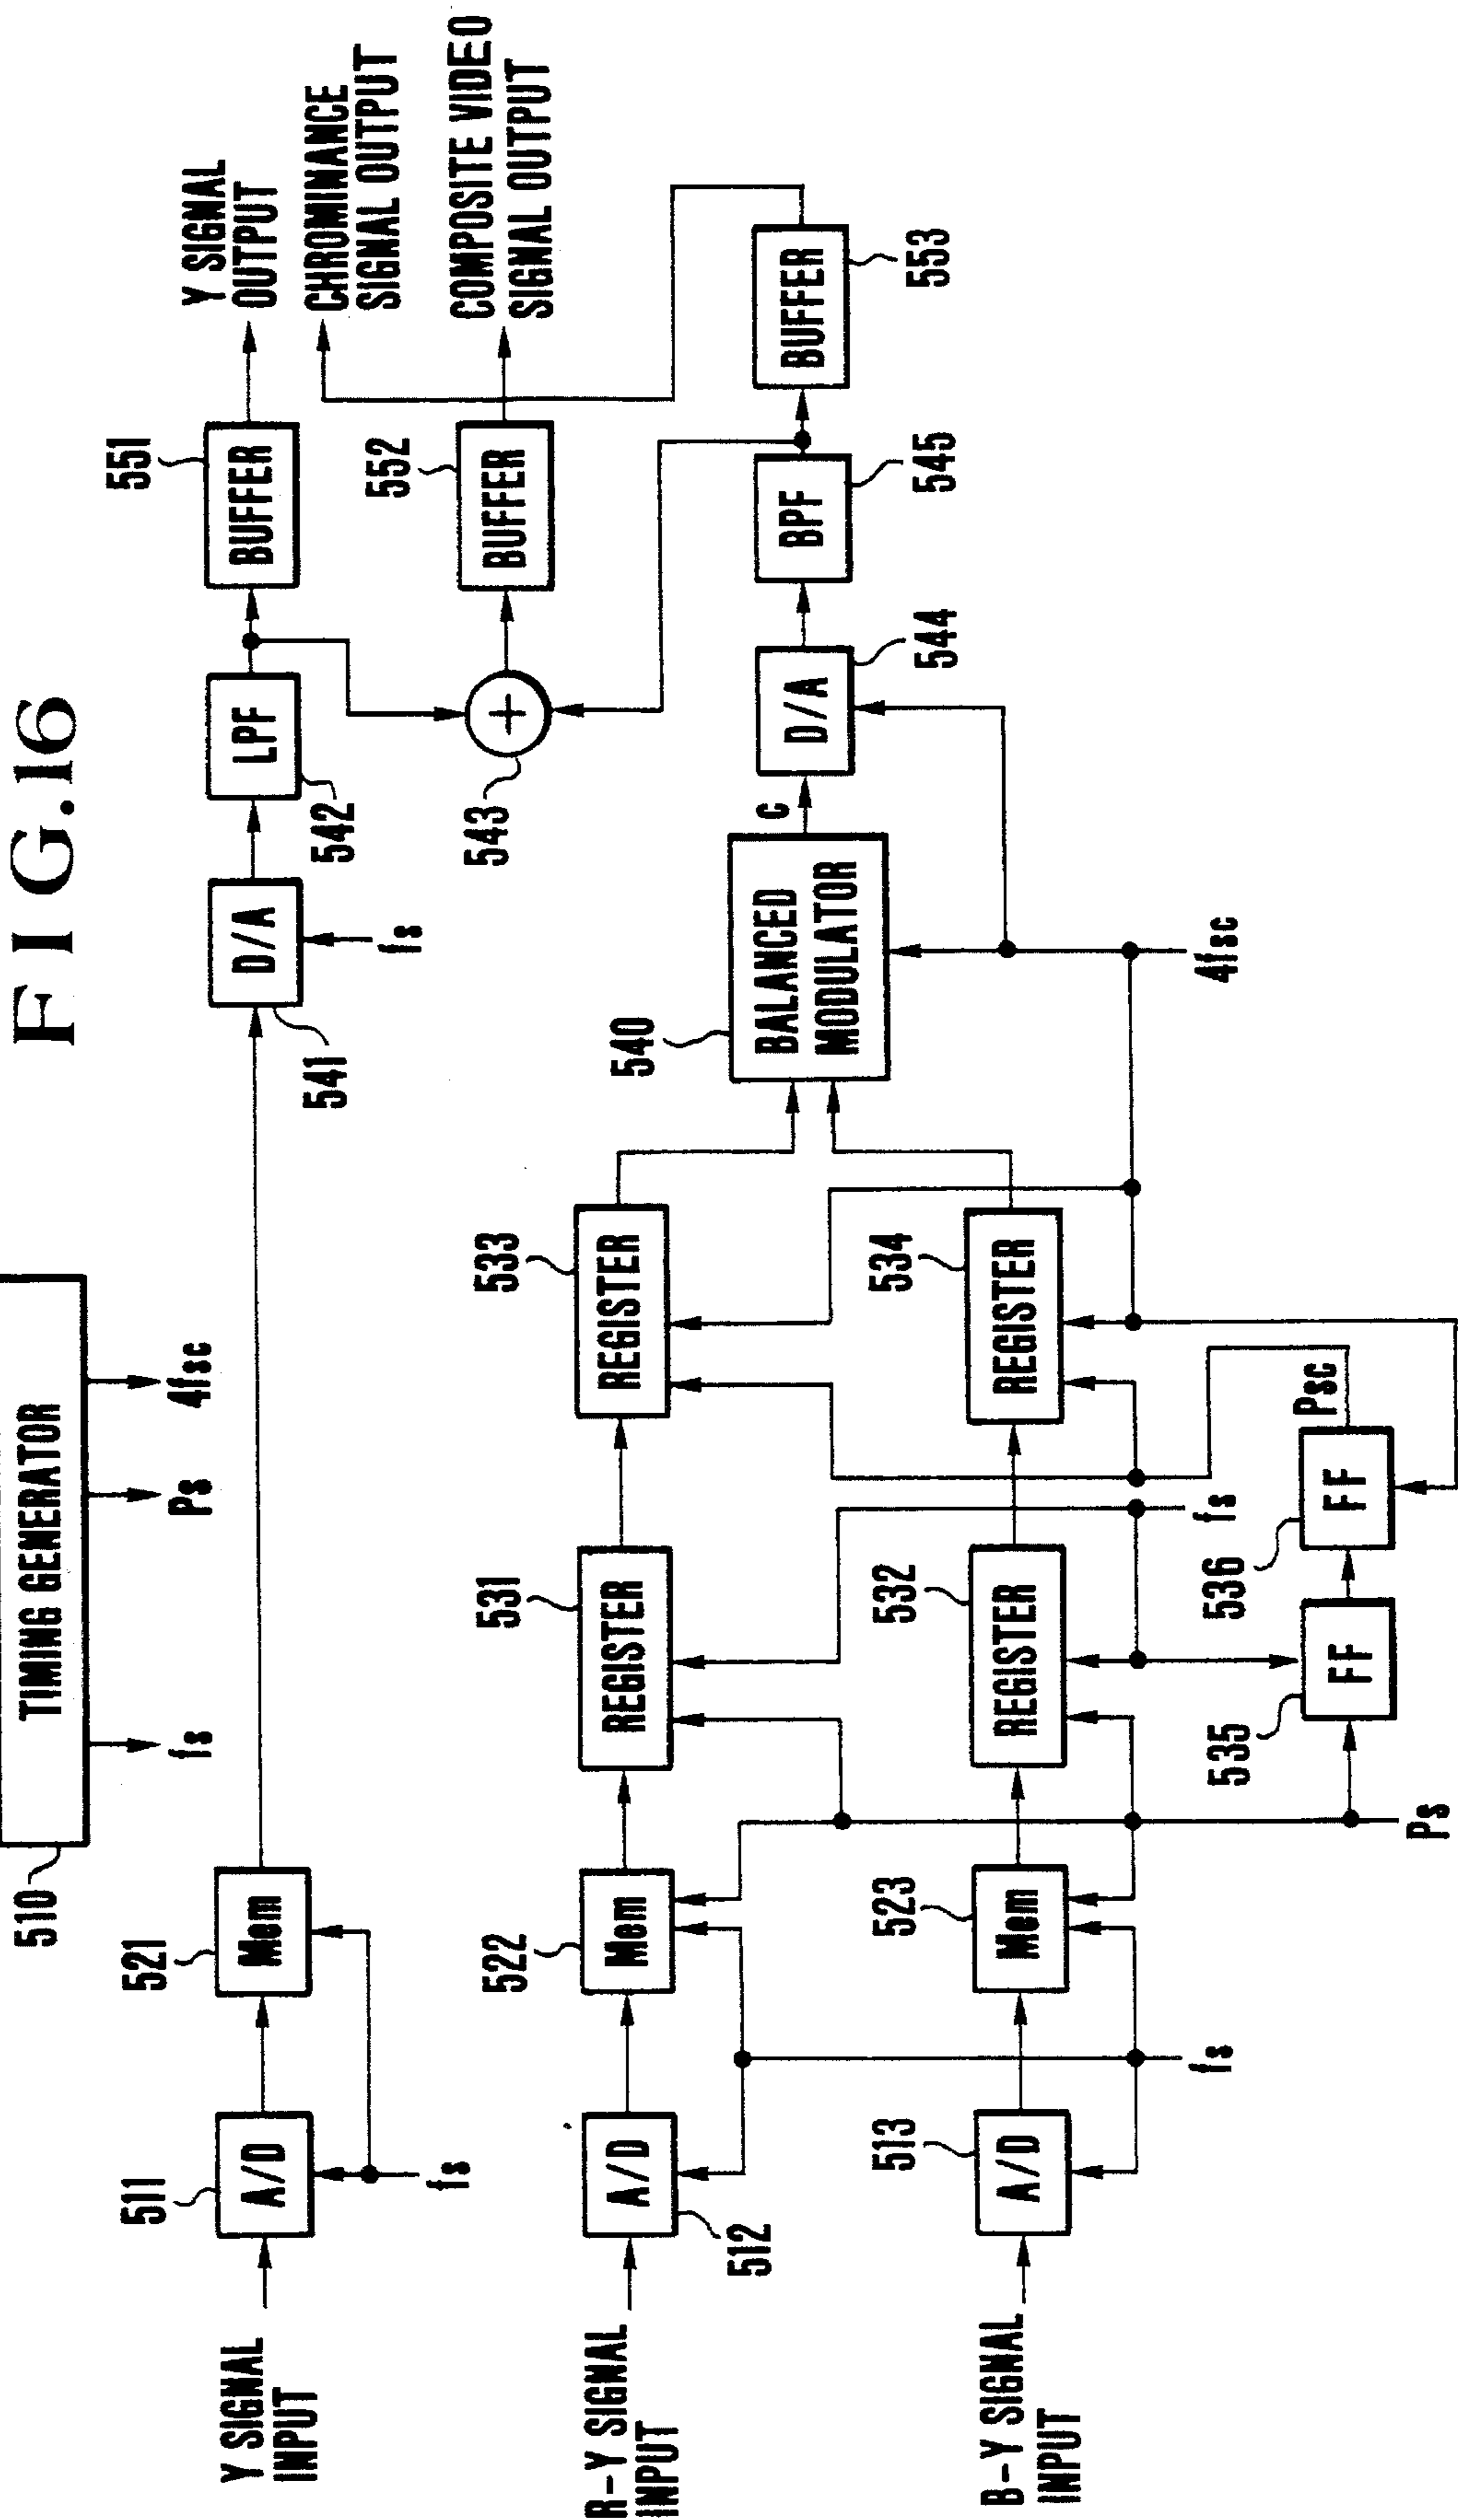 FIG.16
TIMING GENERATOR
510
fs
Ps
4fsc
Y SIGNAL
INPUT
511
A/D
fs
521
Mem
541
D/A
fs
542
LPF
551
BUFFER
Y SIGNAL
OUTPUT
CHROMINANCE
SIGNAL OUTPUT
543
+
552
BUFFER
COMPOSITE VIDEO
SIGNAL OUTPUT
R-Y SIGNAL
INPUT
512
A/D
522
Mem
531
REGISTER
533
REGISTER
540
BALANCED
MODULATOR
C
D/A
544
BPF
545
BUFFER
553
B-Y SIGNAL
INPUT
513
A/D
fs
523
Mem
532
REGISTER
534
REGISTER
4fsc
fs
Ps
535
FF
536
FF
Psc